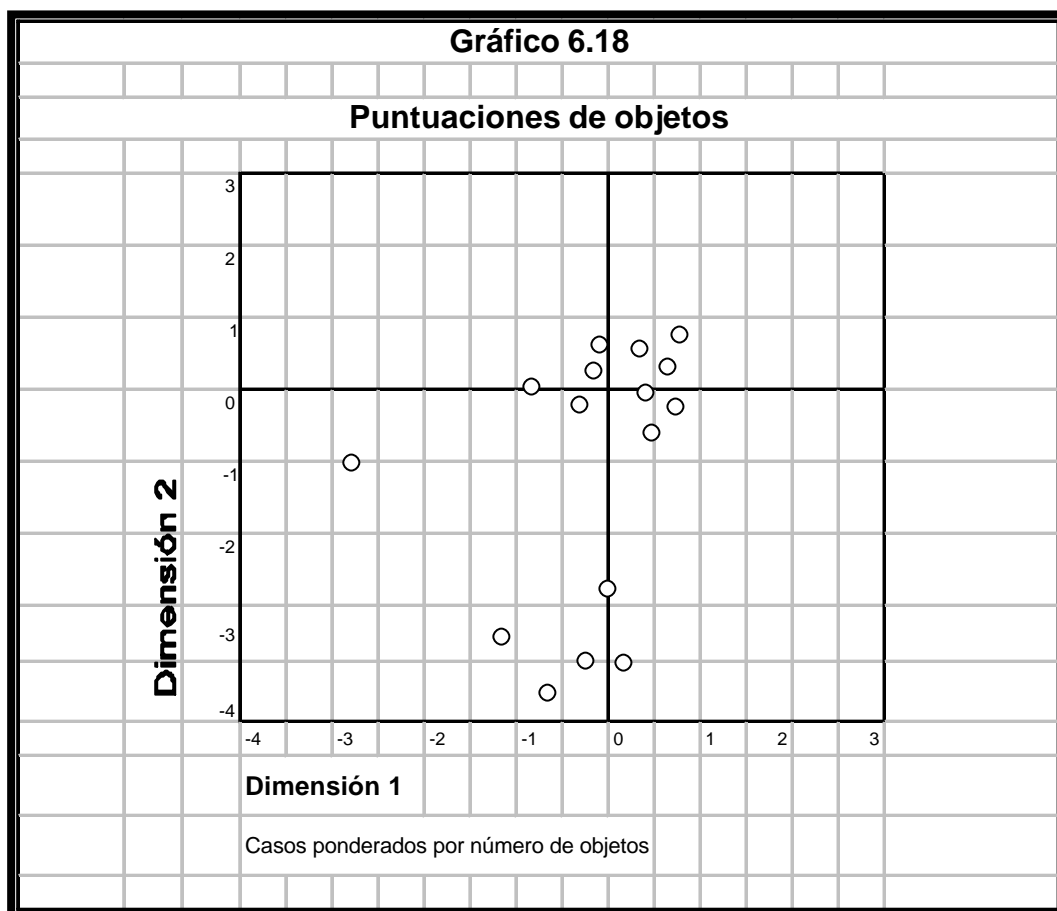 Gráfico 6.18
Puntuaciones de objetos
3
2
1
0
-1
-2
-3
-4
Dimensión 2
-4 -3 -2 -1 0 1 2 3
Dimensión 1
Casos ponderados por número de objetos